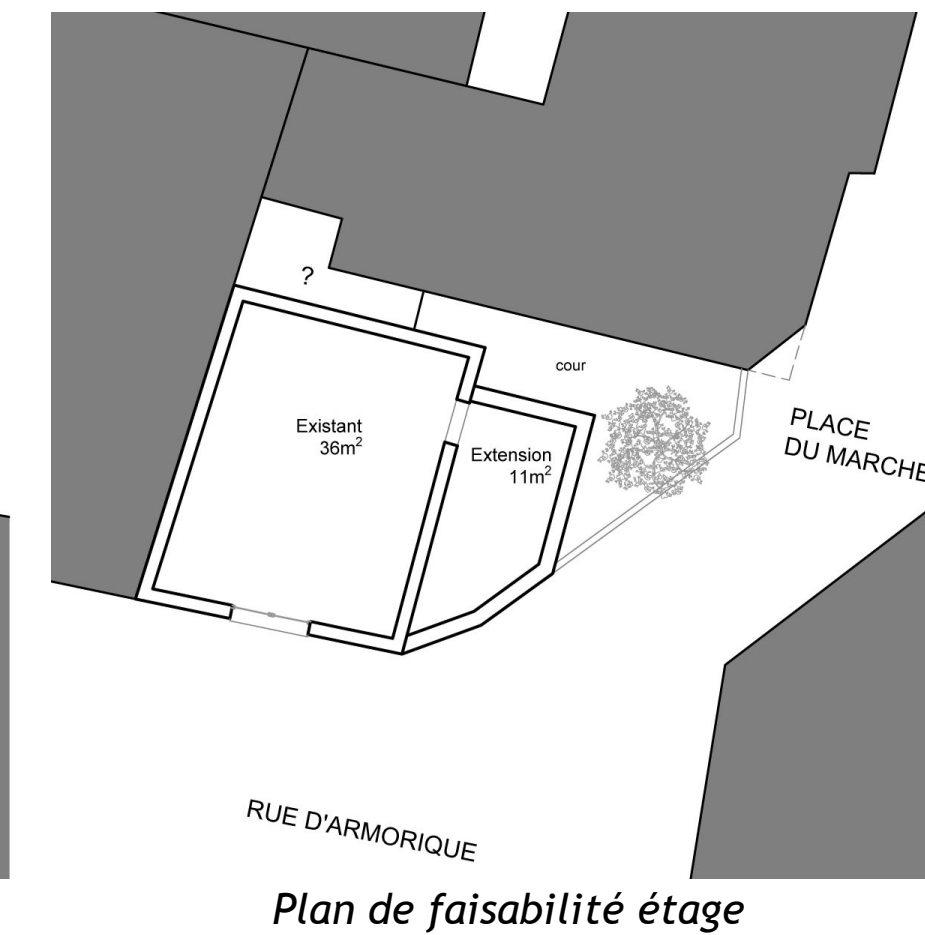 ?
cour
Existant
36m²
Extension
11m²
PLACE
DU MARCHE
RUE D'ARMORIQUE
Plan de faisabilité étage